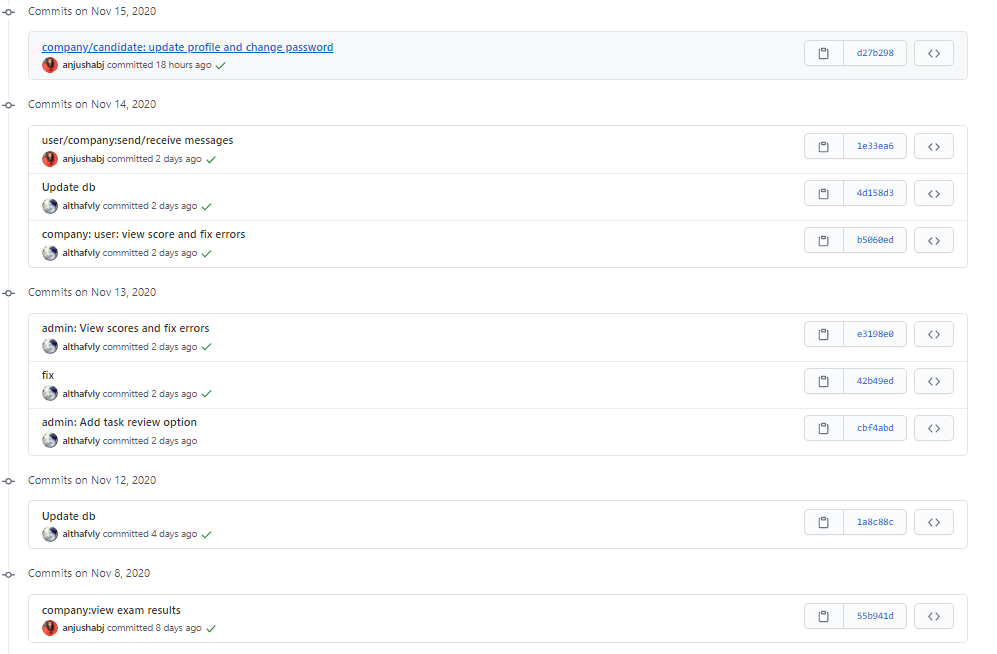 Commits on Nov 15, 2020
company/candidate: update profile and change password
d27b298
anjushabj committed 18 hours ago
Commits on Nov 14, 2020
user/company:send/receive messages
1e33ea6
anjushabj committed 2 days ago
Update db
4d158d3
althafvly committed 2 days ago
company: user: view score and fix errors
b5060ed
althafvly committed 2 days ago
Commits on Nov 13, 2020
admin: View scores and fix errors
e3198e0
althafvly committed 2 days ago
fix
42b49ed
althafvly committed 2 days ago
admin: Add task review option
cbf4abd
althafvly committed 2 days ago
Commits on Nov 12, 2020
Update db
1a8c88c
althafvly committed 4 days ago
Commits on Nov 8, 2020
company:view exam results
55b941d
anjushabj committed 8 days ago